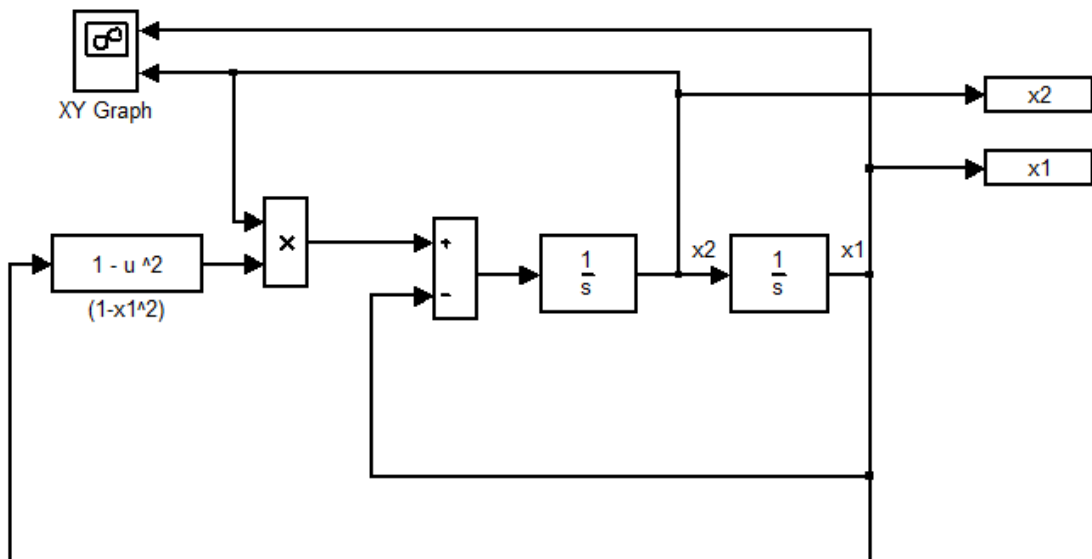 XY Graph
x2
x1
1 - u ^2
(1-x1^2)
×
+
−
1
s
x2
1
s
x1